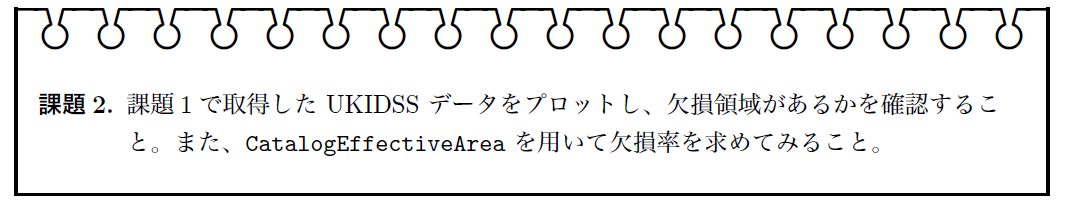 課題 2. 課題 1 で取得した UKIDSS データをプロットし、欠損領域があるかを確認するこ
と。また、CatalogEffectiveArea を用いて欠損率を求めてみること。